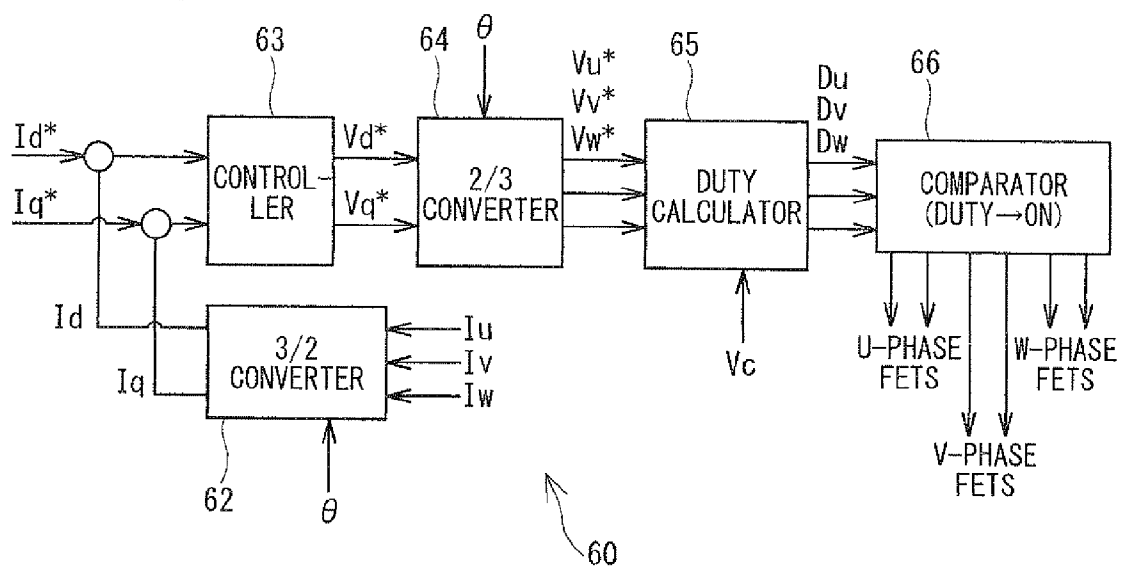 63
64
θ
Vu*
Vv*
Vw*
65
Du
Dv
Dw
66
Id*
Iq*
CONTROL-
LER
Vd*
Vq*
2/3
CONVERTER
DUTY
CALCULATOR
COMPARATOR
(DUTY→ON)
Id
Iq
3/2
CONVERTER
Iu
Iv
Iw
62
θ
Vc
U-PHASE
FETS
W-PHASE
FETS
V-PHASE
FETS
60